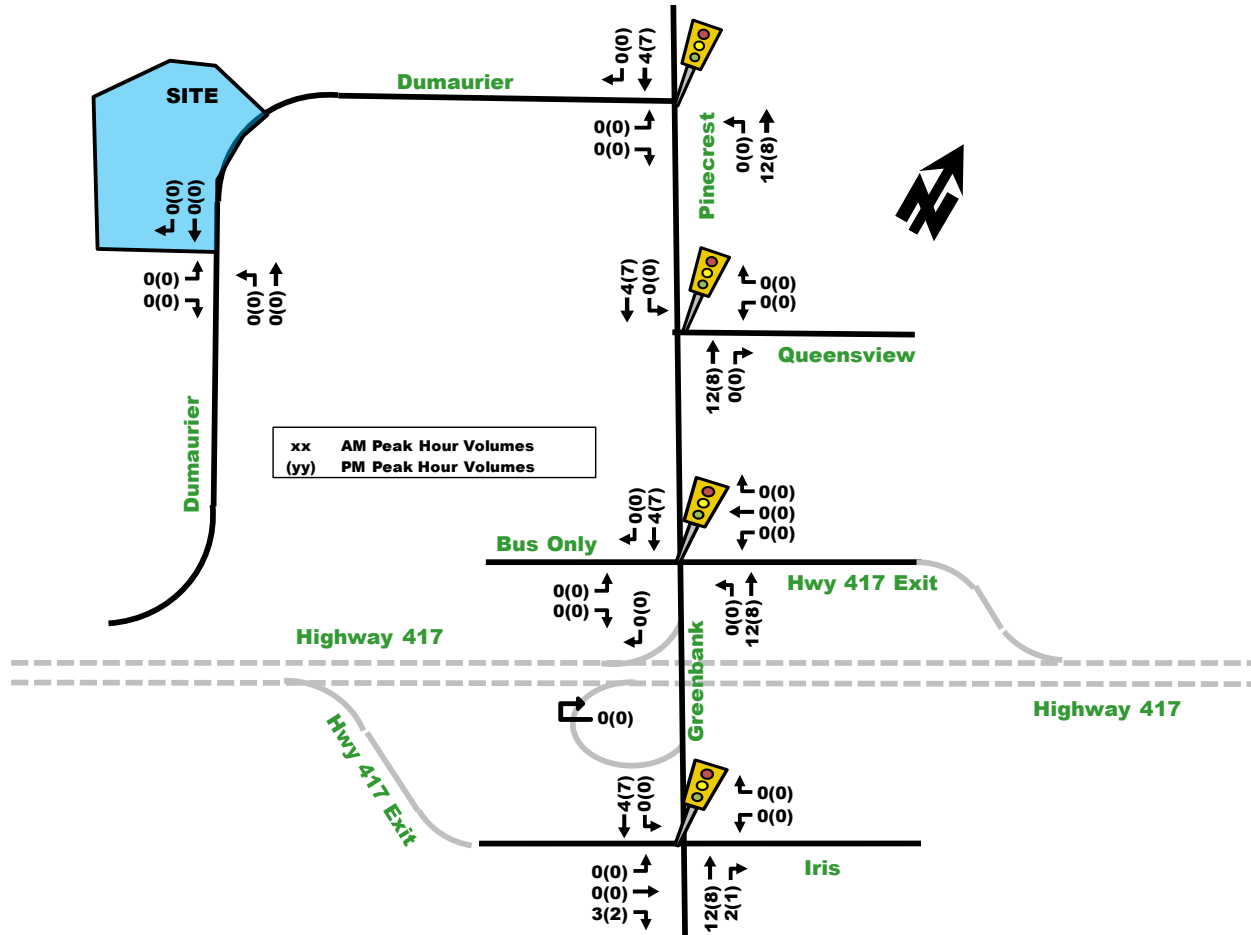 0(0)
4(7)
Dumaurier
SITE
0(0)
0(0)
Pinecrest
0(0)
12(8)
0(0)
0(0)
0(0)
0(0)
0(0)
0(0)
4(7)
0(0)
0(0)
0(0)
Queensview
12(8)
0(0)
Dumaurier
xx AM Peak Hour Volumes
(yy) PM Peak Hour Volumes
0(0)
4(7)
0(0)
0(0)
0(0)
Bus Only
Hwy 417 Exit
0(0)
0(0)
0(0)
0(0)
12(8)
Highway 417
Greenbank
0(0)
Highway 417
Hwy 417 Exit
4(7)
0(0)
0(0)
0(0)
Iris
0(0)
0(0)
3(2)
12(8)
2(1)
N